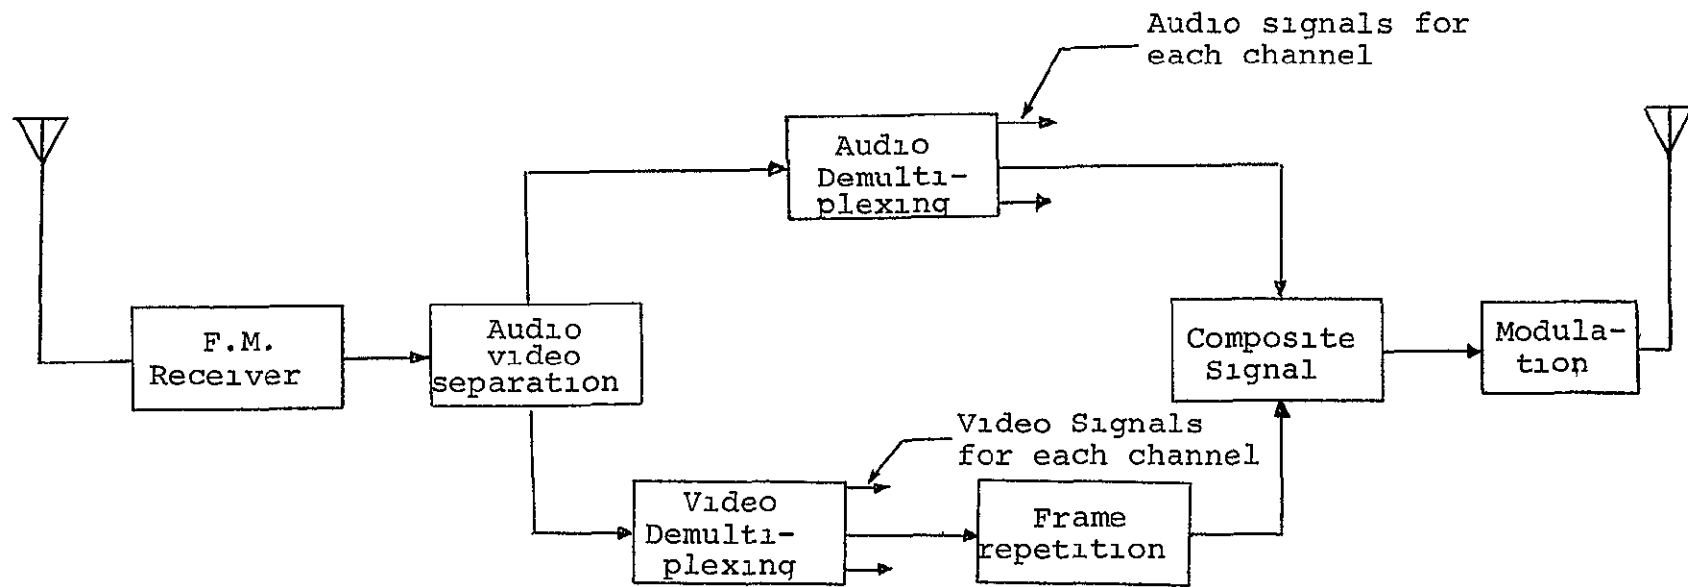 Audio signals for
each channel
Audio
Demulti-
plexing
F.M.
Receiver
Audio
video
separation
Composite
Signal
Modula-
tion
Video Signals
for each channel
Video
Demulti-
plexing
Frame
repetition